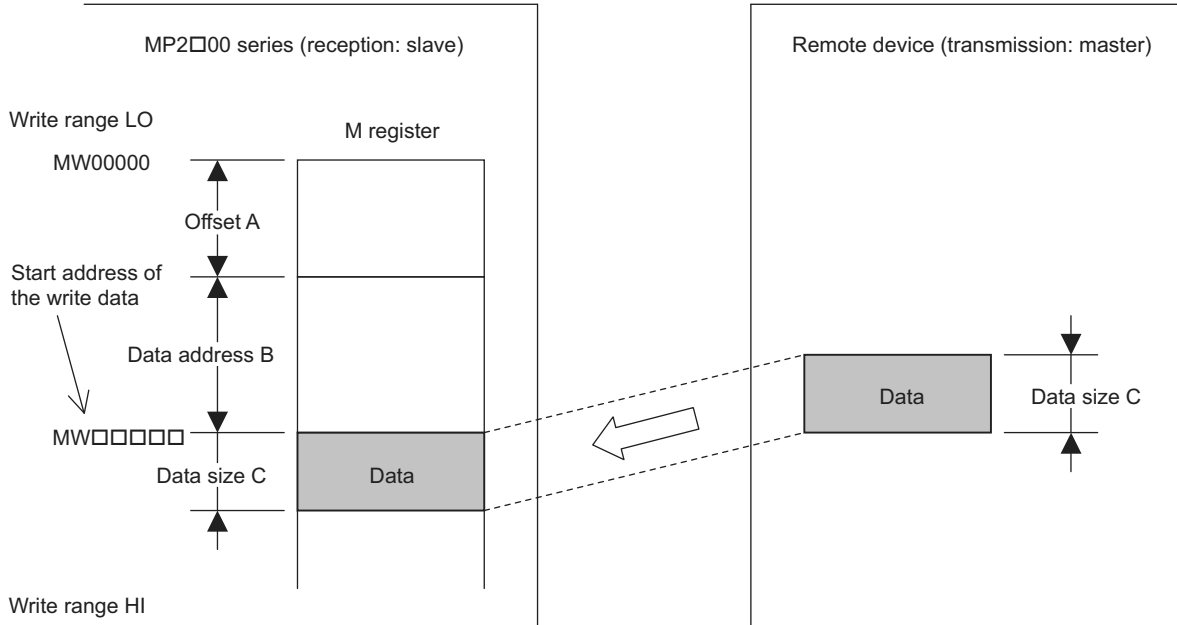 MP2□00 series (reception: slave)
Remote device (transmission: master)
Write range LO
M register
MW00000
Offset A
Start address of
the write data
Data address B
Data
Data size C
MW□□□□□
Data size C
Data
Write range HI